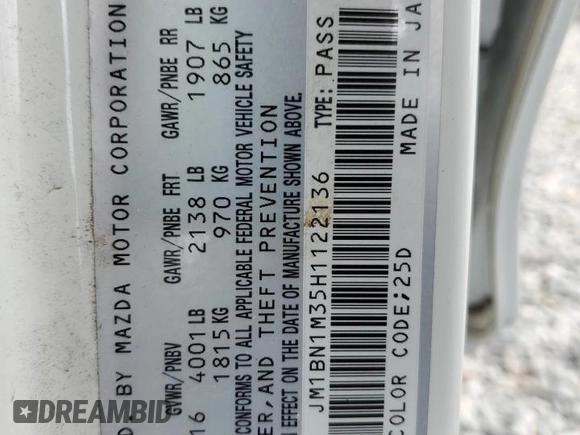 D. BY MAZDA MOTOR CORPORATION
GVWR/PNBV GAWR/PNBE FRT GAWR/PNBE RR
16 4001 LB 2138 LB 1907 LB
1815 KG 970 KG 865 KG
CONFORMS TO ALL APPLICABLE FEDERAL MOTOR VEHICLE SAFETY
ER, AND THEFT PREVENTION
IN EFFECT ON THE DATE OF MANUFACTURE SHOWN ABOVE.
JM1BN1M35H1122136 TYPE: PASS
COLOR CODE;25D MADE IN JA
DREAMBID